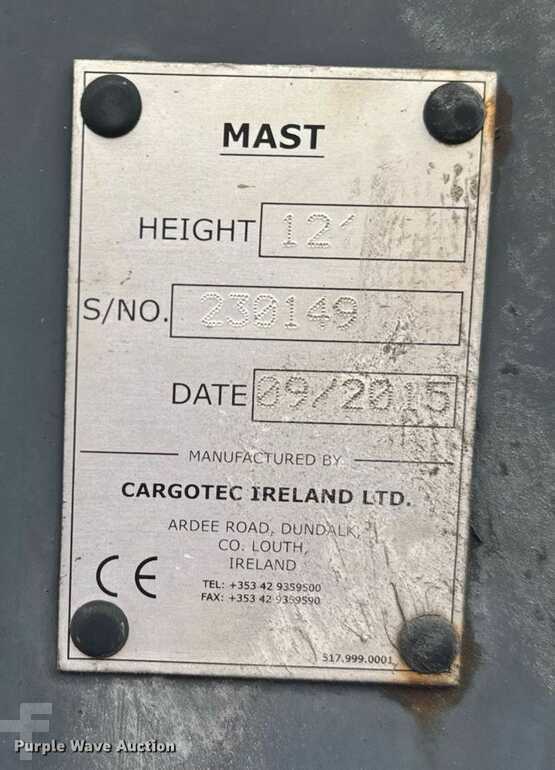 MAST
HEIGHT 12'
S/NO. 230149
DATE 09/2015
MANUFACTURED BY
CARGOTEC IRELAND LTD.
ARDEE ROAD, DUNDALK,
CO. LOUTH,
IRELAND
CE
TEL: +353 42 9359500
FAX: +353 42 9359590
517.999.0001
Purple Wave Auction